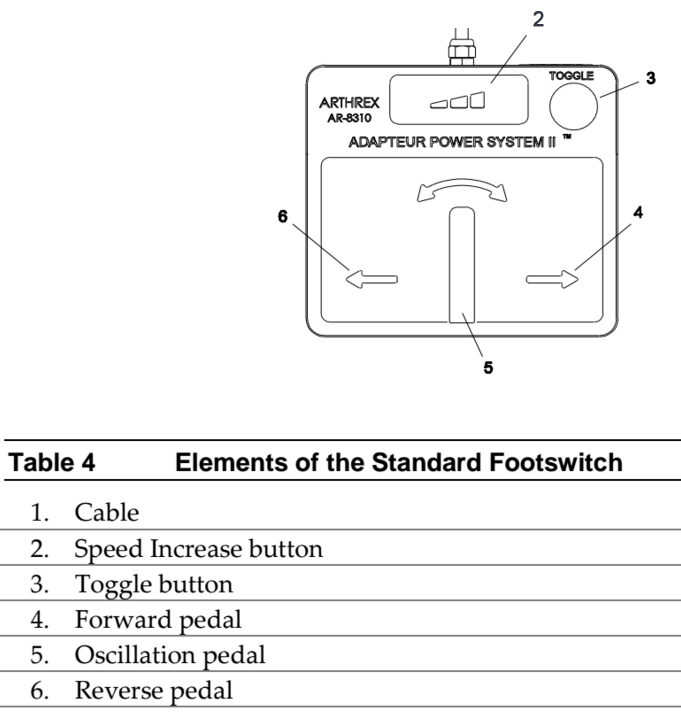 2
TOGGLE
3
ARTHREX
AR-8310
ADAPTEUR POWER SYSTEM II ™
6
4
5
Table 4 Elements of the Standard Footswitch
1. Cable
2. Speed Increase button
3. Toggle button
4. Forward pedal
5. Oscillation pedal
6. Reverse pedal